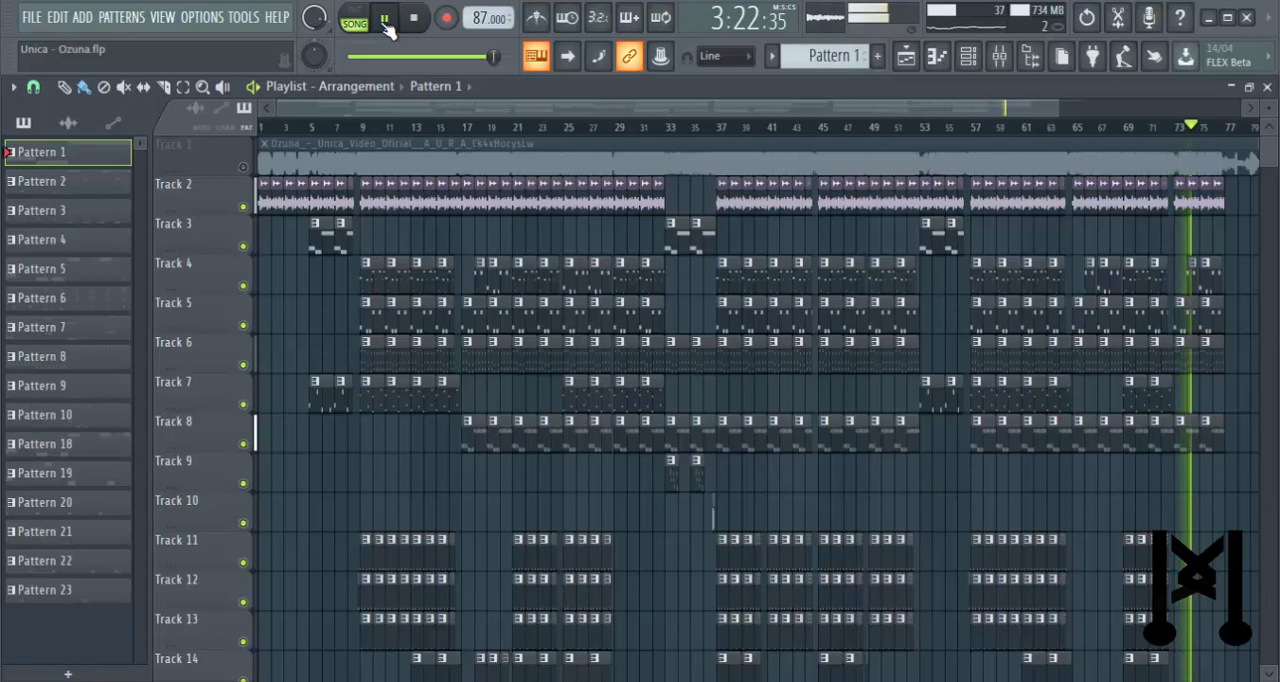 FILE EDIT ADD PATTERNS VIEW OPTIONS TOOLS HELP
SONG
87.000
3:22:35
M:S:CS
37
734 MB
2
Unica - Ozuna.flp
Line
Pattern 1
14/04
FLEX Beta
Playlist - Arrangement
Pattern 1
1 3 5 7 9 11 13 15 17 19 21 23 25 27 29 31 33 35 37 39 41 43 45 47 49 51 53 55 57 59 61 63 65 67 69 71 73 75 77 79
Pattern 1
Pattern 2
Pattern 3
Pattern 4
Pattern 5
Pattern 6
Pattern 7
Pattern 8
Pattern 9
Pattern 10
Pattern 18
Pattern 19
Pattern 20
Pattern 21
Pattern 22
Pattern 23
Track 1
Track 2
Track 3
Track 4
Track 5
Track 6
Track 7
Track 8
Track 9
Track 10
Track 11
Track 12
Track 13
Track 14